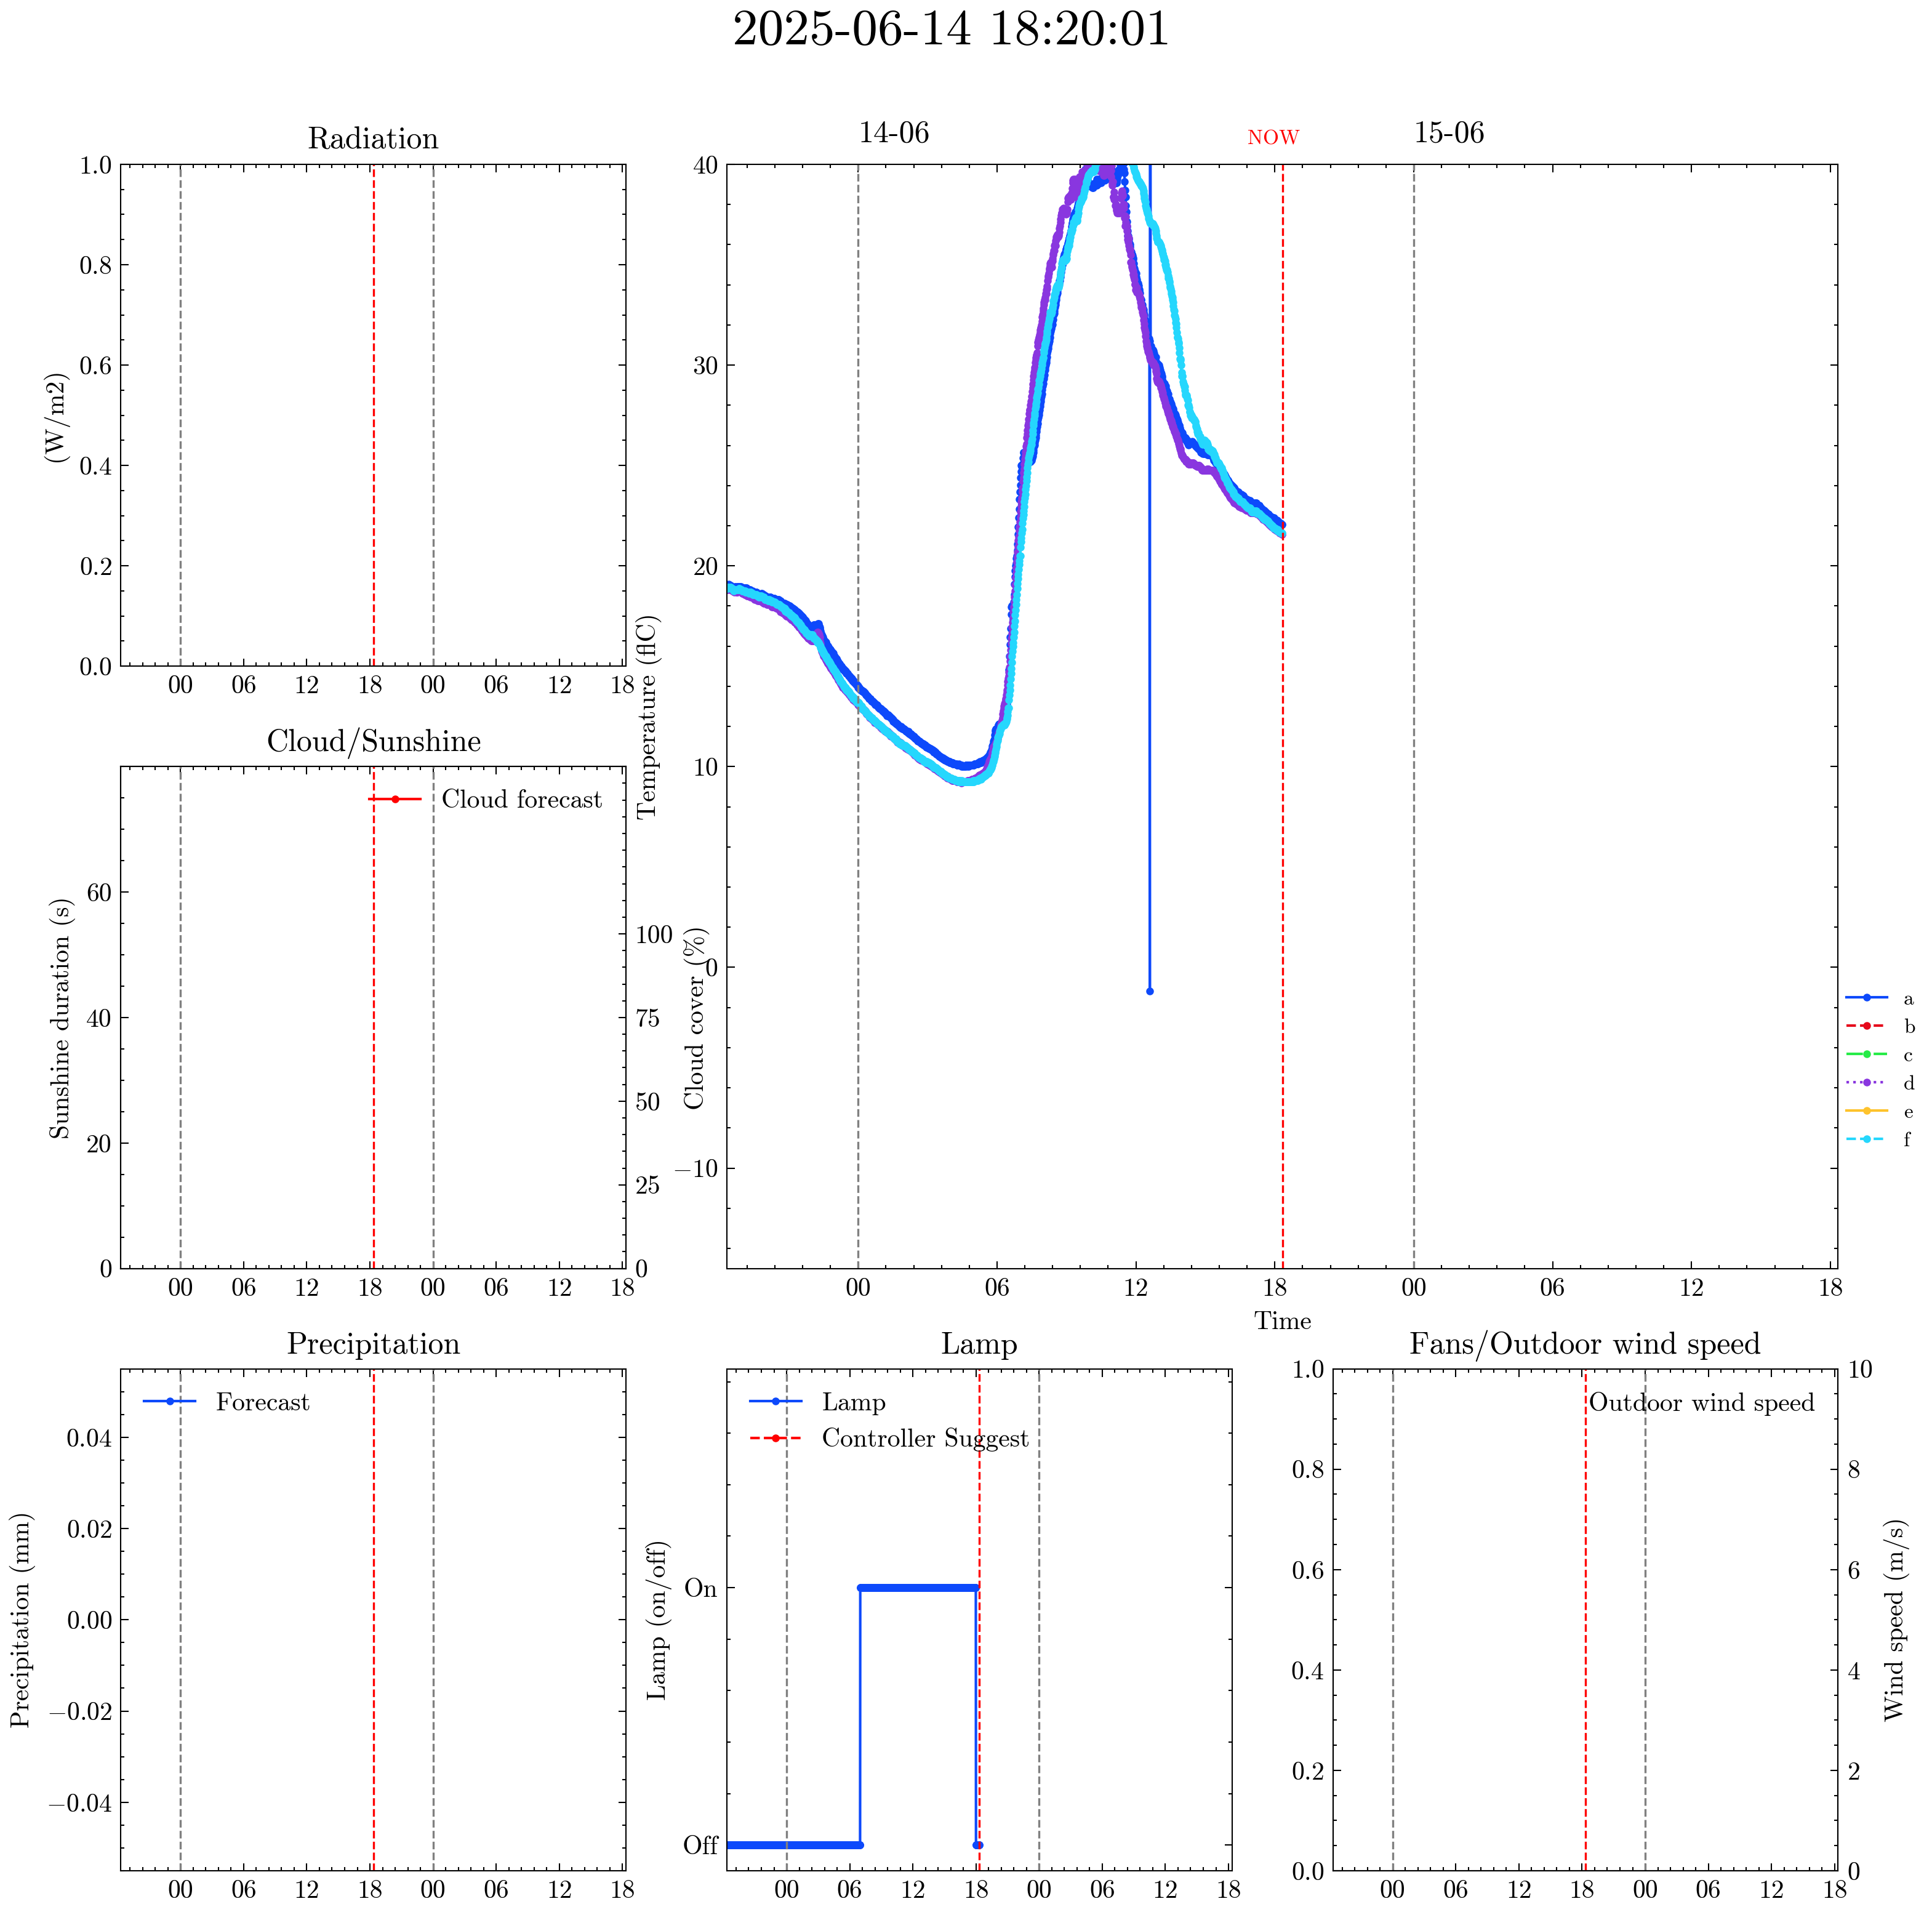 2025-06-14 18:20:01
Radiation
(W/m2)
1.0
0.8
0.6
0.4
0.2
0.0
00 06 12 18 00 06 12 18
14-06 NOW 15-06
Temperature (flC)
40
30
20
10
0
−10
00 06 12 18 00 06 12 18
Time
a
b
c
d
e
f
Cloud/Sunshine
Cloud forecast
Sunshine duration (s)
60
40
20
0
Cloud cover (%)
100
75
50
25
0
00 06 12 18 00 06 12 18
Precipitation
Forecast
Precipitation (mm)
0.04
0.02
0.00
−0.02
−0.04
00 06 12 18 00 06 12 18
Lamp
Lamp
Controller Suggest
Lamp (on/off)
On
Off
00 06 12 18 00 06 12 18
Fans/Outdoor wind speed
Outdoor wind speed
1.0
0.8
0.6
0.4
0.2
0.0
10
8
6
4
2
0
Wind speed (m/s)
00 06 12 18 00 06 12 18